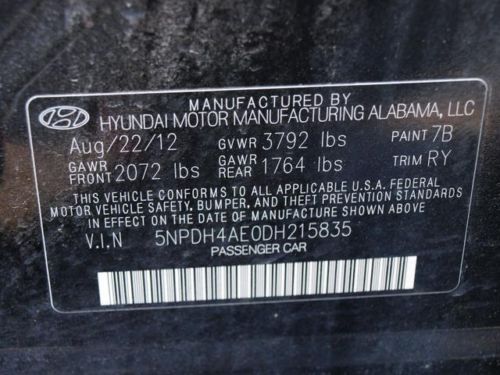 MANUFACTURED BY
HYUNDAI MOTOR MANUFACTURING ALABAMA, LLC
Aug/22/12 GVWR 3792 lbs PAINT 7B
GAWR FRONT 2072 lbs GAWR REAR 1764 lbs TRIM RY
THIS VEHICLE CONFORMS TO ALL APPLICABLE U.S.A. FEDERAL
MOTOR VEHICLE SAFETY, BUMPER, AND THEFT PREVENTION STANDARDS
IN EFFECT ON THE DATE OF MANUFACTURE SHOWN ABOVE
V.I.N 5NPDH4AE0DH215835
PASSENGER CAR